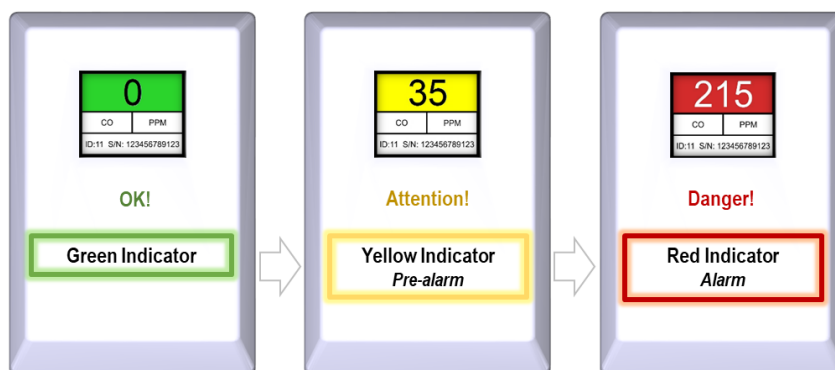 0
CO PPM
ID:11 S/N: 123456789123
OK!
Green Indicator
35
CO PPM
ID:11 S/N: 123456789123
Attention!
Yellow Indicator
Pre-alarm
215
CO PPM
ID:11 S/N: 123456789123
Danger!
Red Indicator
Alarm